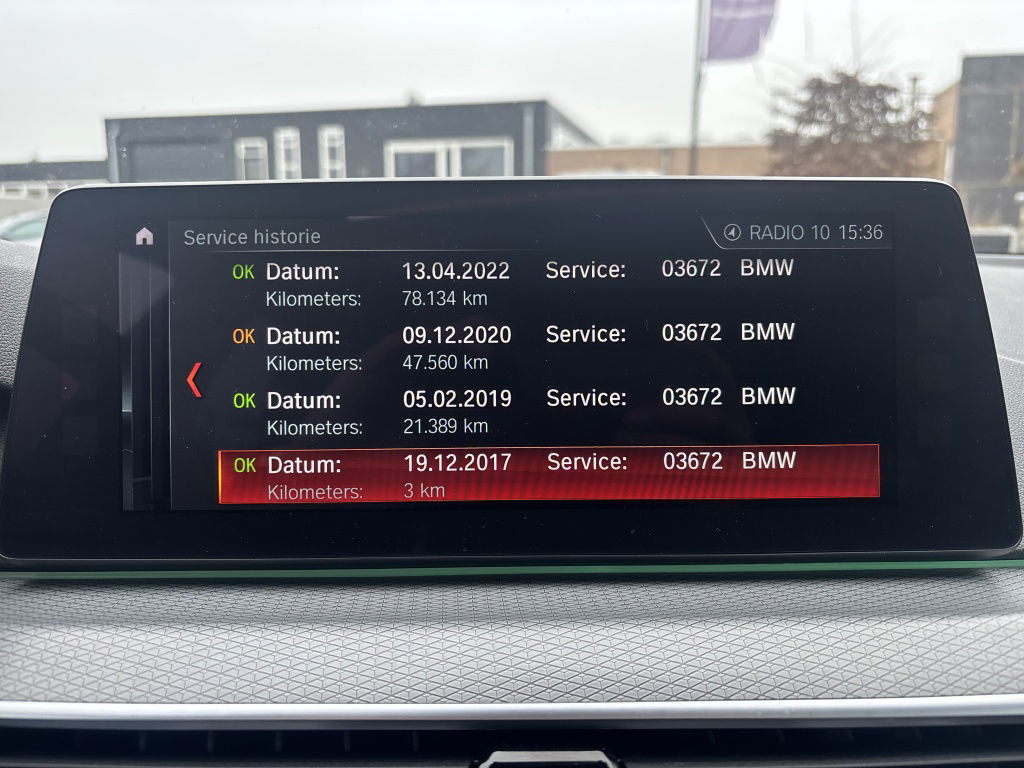 Service historie RADIO 10 15:36
OK Datum: 13.04.2022 Service: 03672 BMW
Kilometers: 78.134 km
OK Datum: 09.12.2020 Service: 03672 BMW
Kilometers: 47.560 km
OK Datum: 05.02.2019 Service: 03672 BMW
Kilometers: 21.389 km
OK Datum: 19.12.2017 Service: 03672 BMW
Kilometers: 3 km